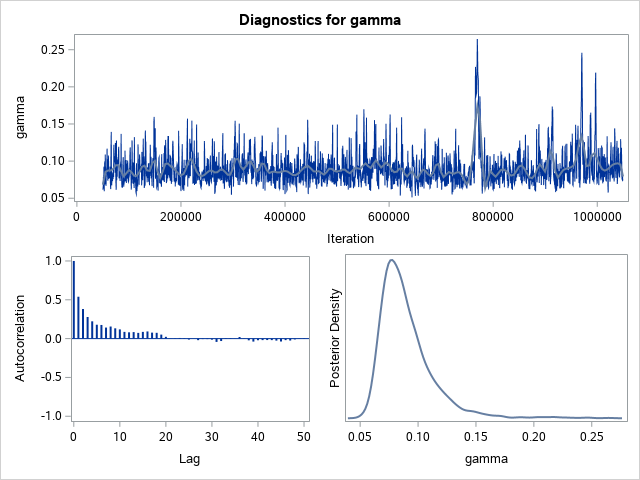 Diagnostics for gamma
gamma
0.25
0.20
0.15
0.10
0.05
0 200000 400000 600000 800000 1000000
Iteration
Autocorrelation
1.0
0.5
0.0
-0.5
-1.0
0 10 20 30 40 50
Lag
Posterior Density
0.05 0.10 0.15 0.20 0.25
gamma